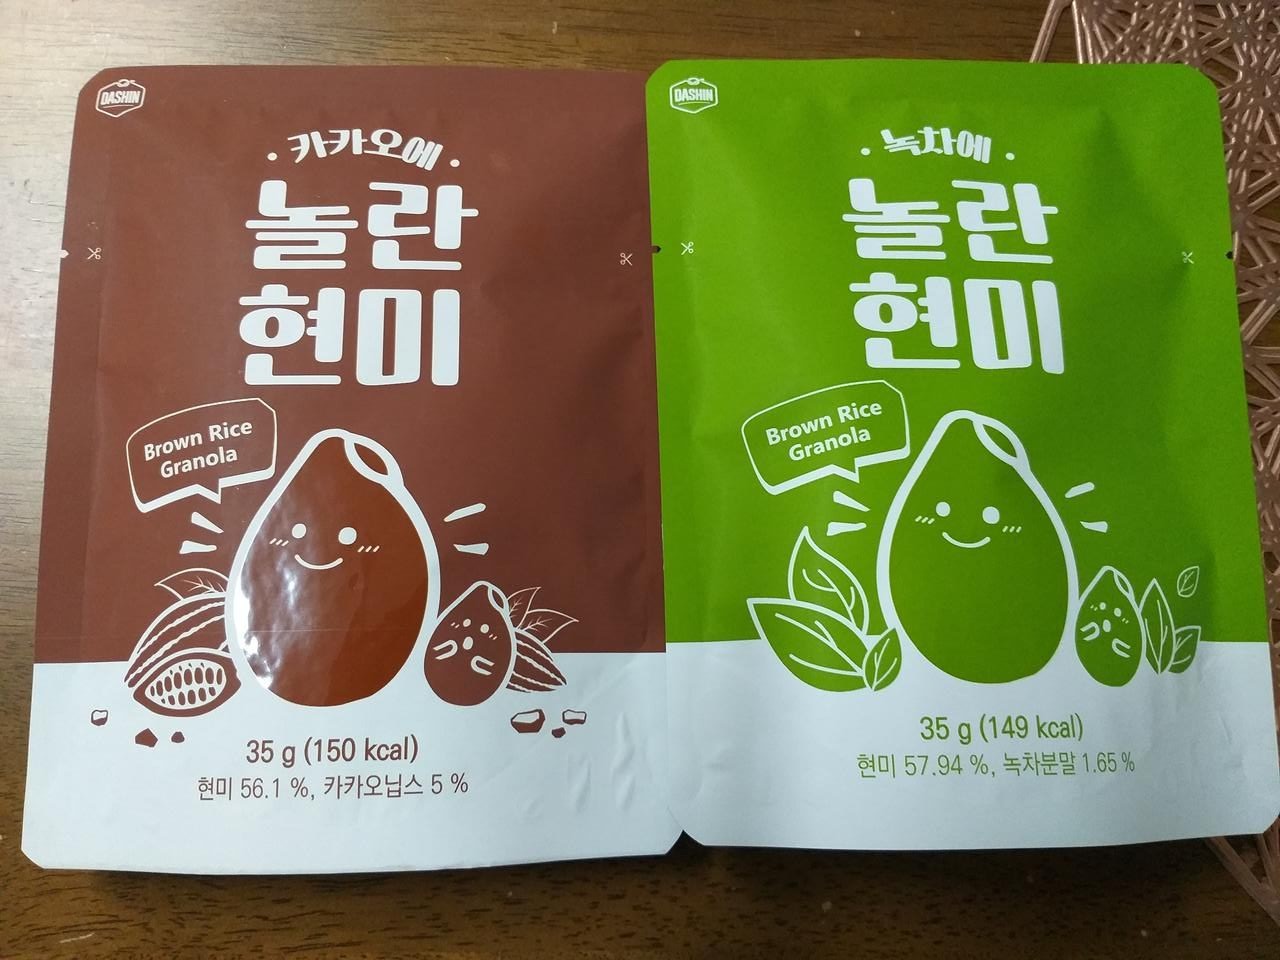 DASHIN
카카오에
놀란
현미
Brown Rice
Granola
35 g (150 kcal)
현미 56.1 %, 카카오닙스 5 %
DASHIN
녹차에
놀란
현미
Brown Rice
Granola
35 g (149 kcal)
현미 57.94 %, 녹차분말 1.65 %